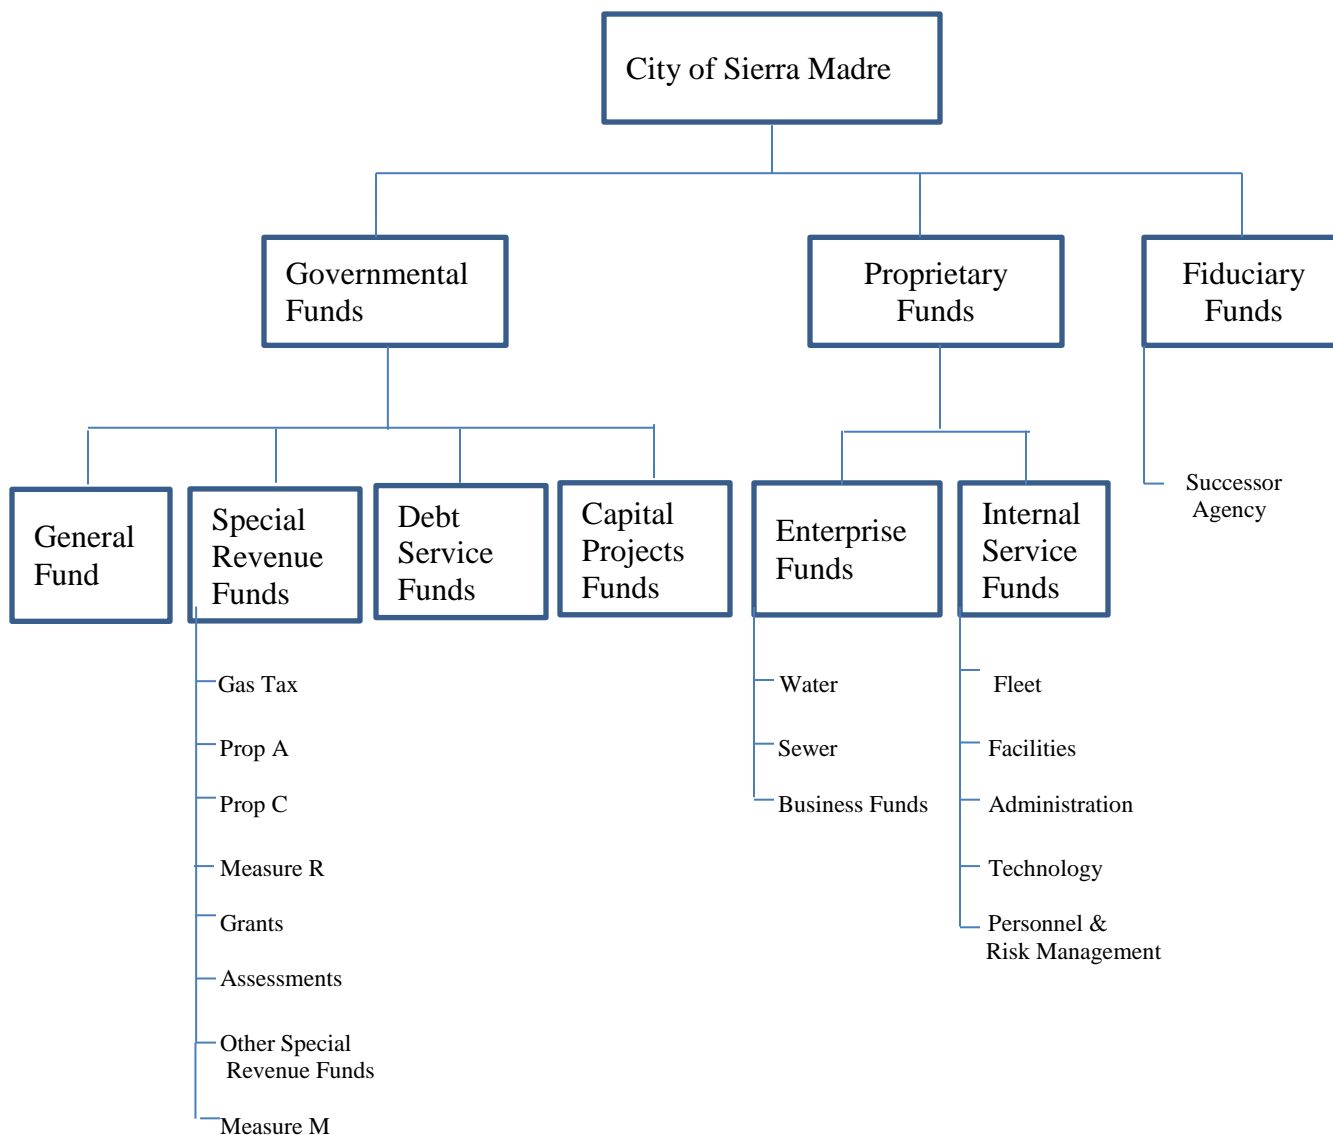 City of Sierra Madre
Governmental
Funds
Proprietary
Funds
Fiduciary
Funds
General
Fund
Special
Revenue
Funds
Debt
Service
Funds
Capital
Projects
Funds
Enterprise
Funds
Internal
Service
Funds
Successor
Agency
Gas Tax
Prop A
Prop C
Measure R
Grants
Assessments
Other Special
Revenue Funds
Measure M
Water
Sewer
Business Funds
Fleet
Facilities
Administration
Technology
Personnel &
Risk Management